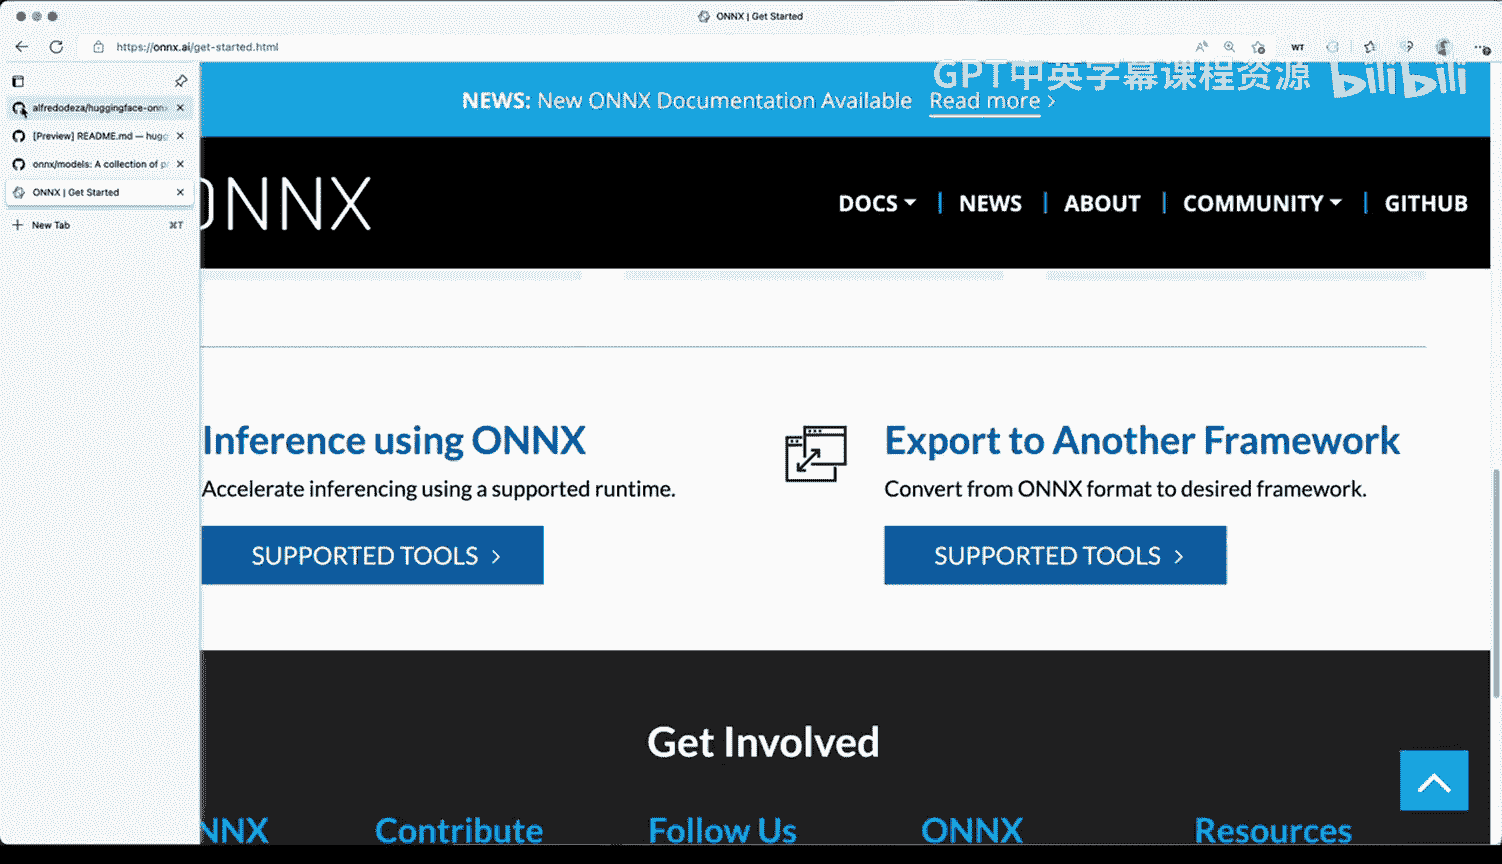 ONNX | Get Started
https://onnx.ai/get-started.html
WT
GPT中英字幕课程资源 bilibili
alfredodeza/huggingface-onn
[Preview] README.md — hugg
onnx/models: A collection of p
ONNX | Get Started
New Tab ⌘T
NEWS: New ONNX Documentation Available Read more >
ONNX
DOCS | NEWS | ABOUT | COMMUNITY | GITHUB
Inference using ONNX
Accelerate inferencing using a supported runtime.
SUPPORTED TOOLS >
Export to Another Framework
Convert from ONNX format to desired framework.
SUPPORTED TOOLS >
Get Involved
NNX Contribute Follow Us ONNX Resources